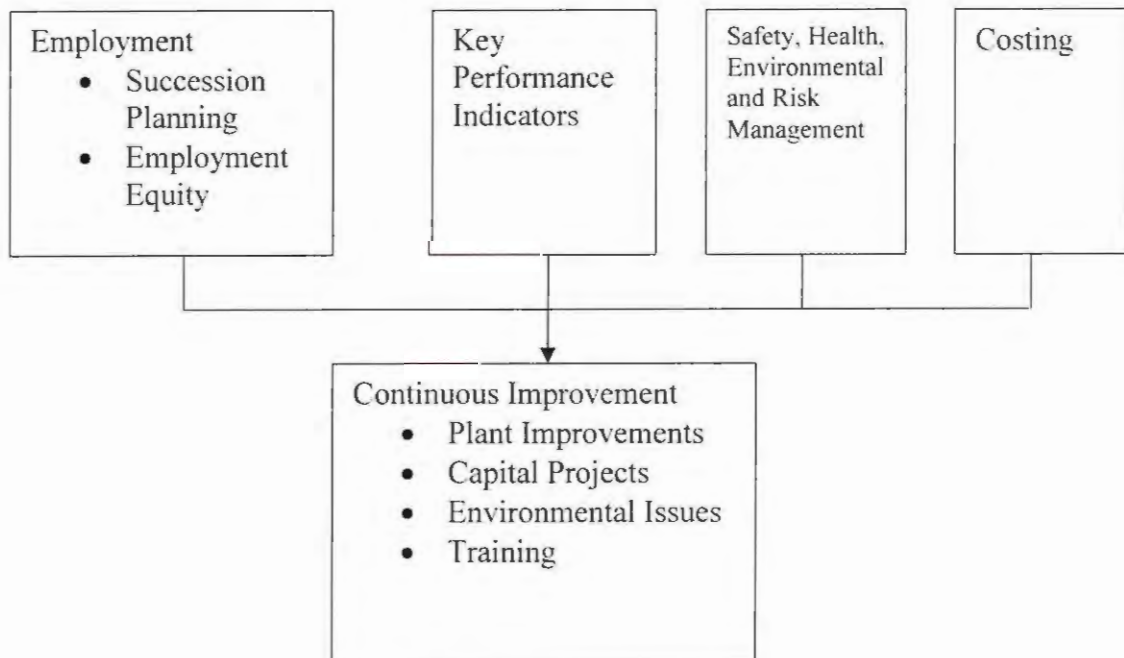 Employment
• Succession
Planning
• Employment
Equity
Key
Performance
Indicators
Safety, Health,
Environmental
and Risk
Management
Costing
Continuous Improvement
• Plant Improvements
• Capital Projects
• Environmental Issues
• Training